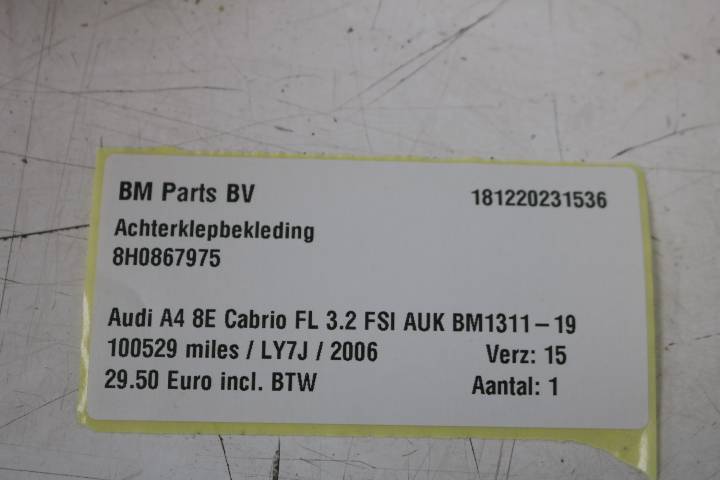 BM Parts BV 181220231536
Achterklepbekleding
8H0867975
Audi A4 8E Cabrio FL 3.2 FSI AUK BM1311-19
100529 miles / LY7J / 2006 Verz: 15
29.50 Euro incl. BTW Aantal: 1